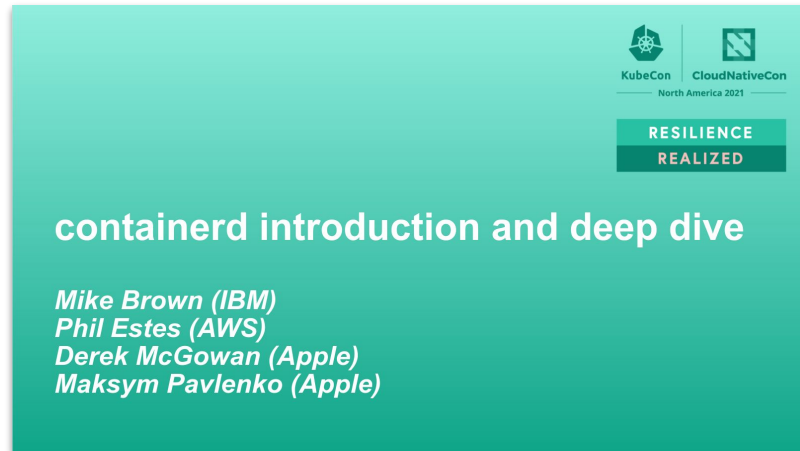 KubeCon
CloudNativeCon
North America 2021
RESILIENCE
REALIZED
containerd introduction and deep dive
Mike Brown (IBM)
Phil Estes (AWS)
Derek McGowan (Apple)
Maksym Pavlenko (Apple)